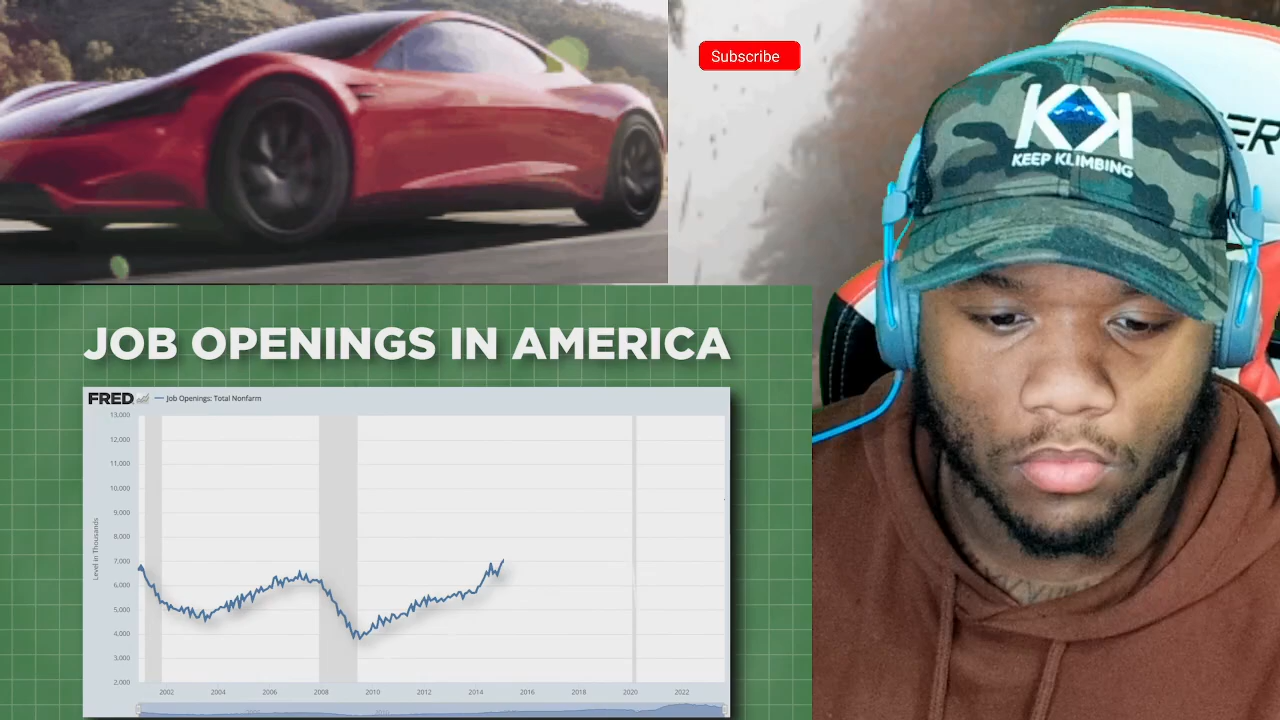 Subscribe
ER
KK
KEEP KLIMBING
JOB OPENINGS IN AMERICA
FRED
Job Openings: Total Nonfarm
13,000
12,000
11,000
10,000
9,000
8,000
7,000
6,000
5,000
4,000
3,000
2,000
Level in Thousands
2002 2004 2006 2008 2010 2012 2014 2016 2018 2020 2022